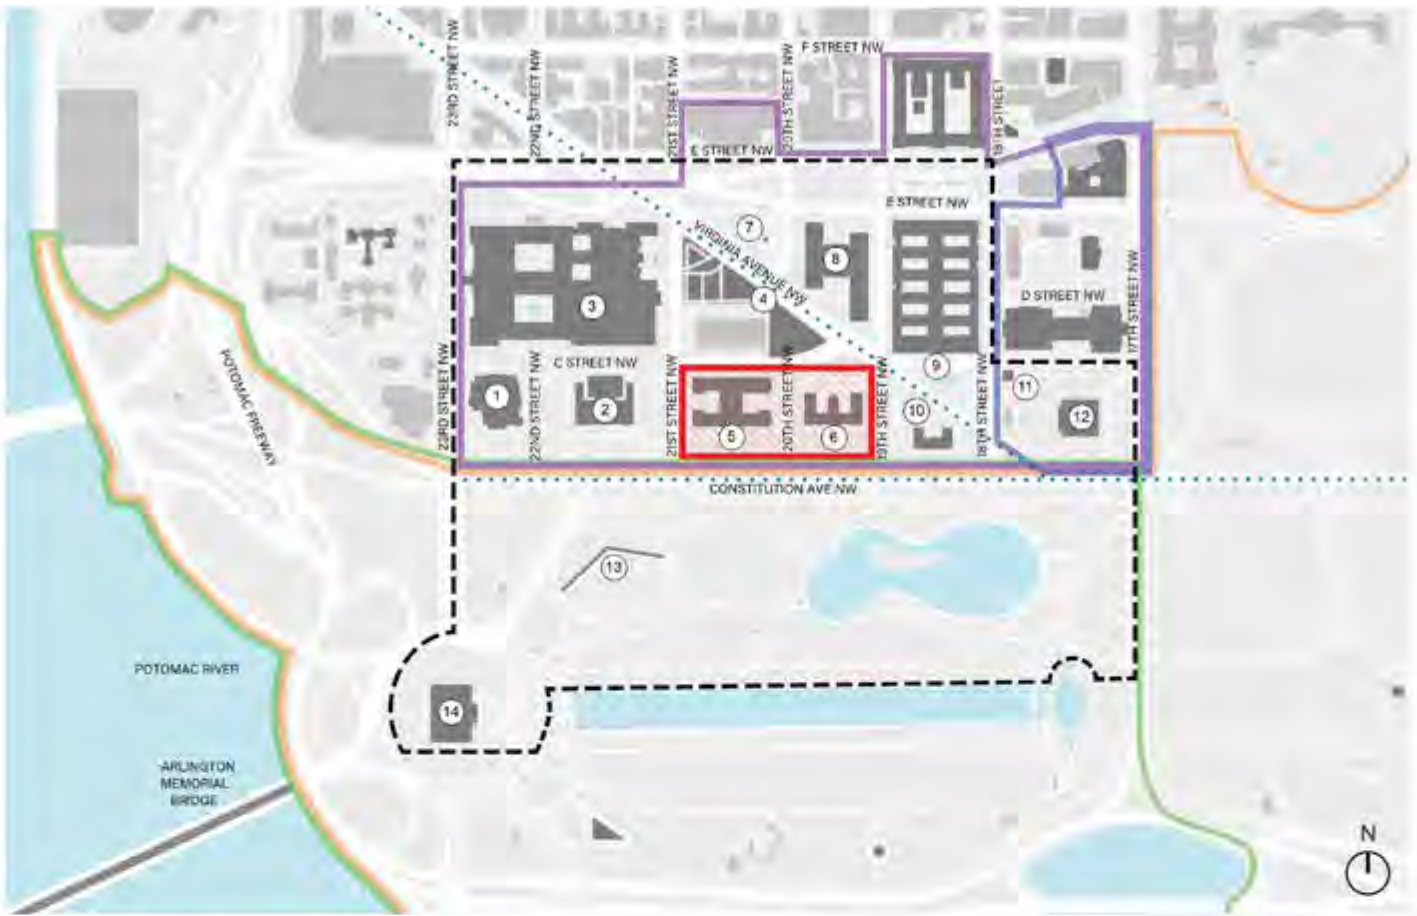 F STREET NW
23RD STREET NW
22ND STREET NW
21ST STREET NW
20TH STREET NW
18TH STREET
E STREET NW
E STREET NW
VIRGINIA AVENUE NW
7
8
3
4
D STREET NW
17TH STREET NW
POTOMAC FREEWAY
23RD STREET NW
C STREET NW
22ND STREET NW
21ST STREET NW
20TH STREET NW
19TH STREET NW
18TH STREET NW
9
11
1
2
5
6
10
12
CONSTITUTION AVE NW
13
POTOMAC RIVER
14
ARLINGTON
MEMORIAL
BRIDGE
N